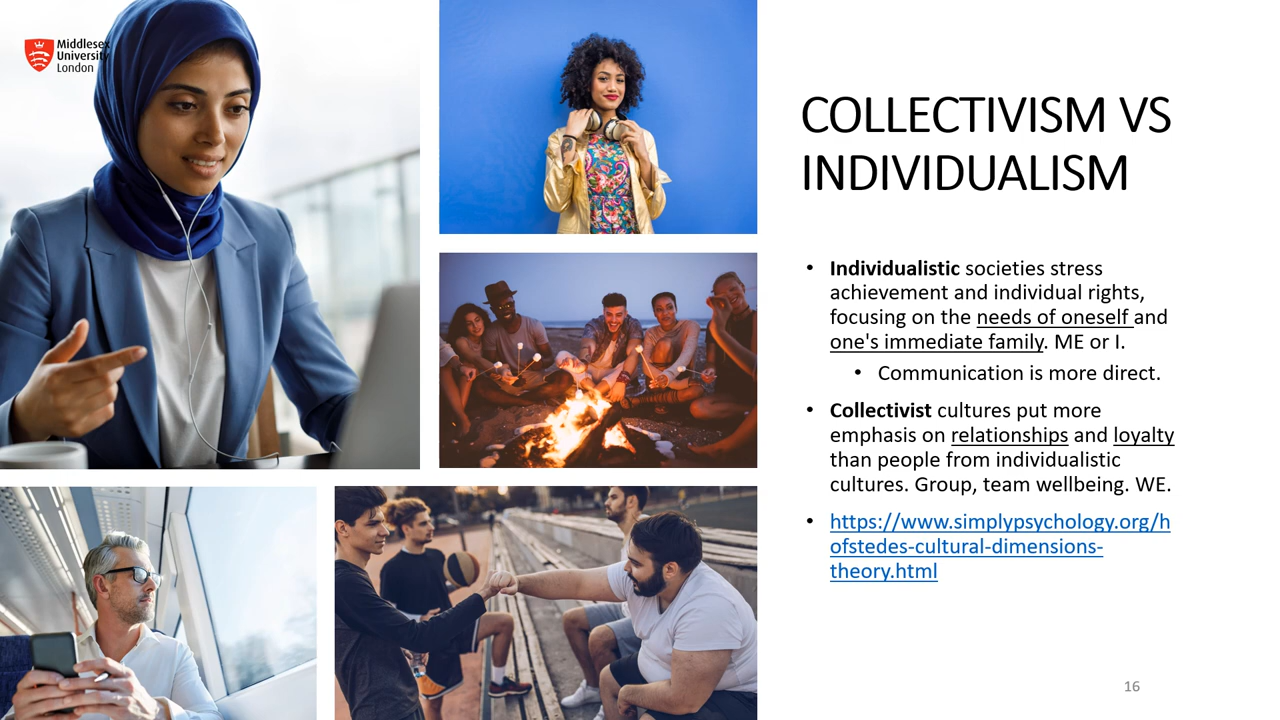 Middlesex
University
London
COLLECTIVISM VS
INDIVIDUALISM
• Individualistic societies stress
achievement and individual rights,
focusing on the needs of oneself and
one's immediate family. ME or I.
• Communication is more direct.
• Collectivist cultures put more
emphasis on relationships and loyalty
than people from individualistic
cultures. Group, team wellbeing. WE.
• https://www.simplypsychology.org/h
ofstedes-cultural-dimensions-
theory.html
16